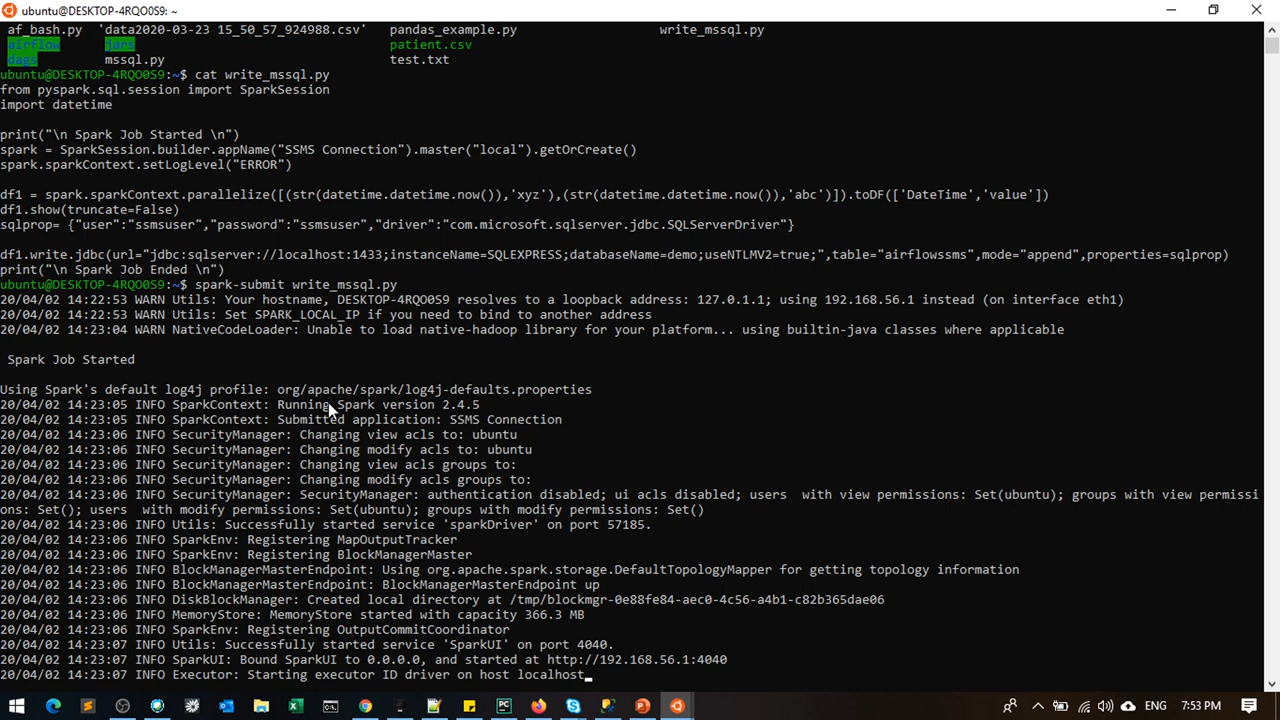 ubuntu@DESKTOP-4RQO0S9: ~
af_bash.py  'data2020-03-23 15_50_57_924988.csv'  pandas_example.py  write_mssql.py
airflow  jars  patient.csv
dags  mssql.py  test.txt
ubuntu@DESKTOP-4RQO0S9:~$ cat write_mssql.py
from pyspark.sql.session import SparkSession
import datetime
print("\n Spark Job Started \n")
spark = SparkSession.builder.appName("SSMS Connection").master("local").getOrCreate()
spark.sparkContext.setLogLevel("ERROR")
df1 = spark.sparkContext.parallelize([(str(datetime.datetime.now()),'xyz'),(str(datetime.datetime.now()),'abc')]).toDF(['DateTime','value'])
df1.show(truncate=False)
sqlprop= {"user":"ssmsuser","password":"ssmsuser","driver":"com.microsoft.sqlserver.jdbc.SQLServerDriver"}
df1.write.jdbc(url="jdbc:sqlserver://localhost:1433;instanceName=SQLEXPRESS;databaseName=demo;useNTLMV2=true;",table="airflowssms",mode="append",properties=sqlprop)
print("\n Spark Job Ended \n")
ubuntu@DESKTOP-4RQO0S9:~$ spark-submit write_mssql.py
20/04/02 14:22:53 WARN Utils: Your hostname, DESKTOP-4RQO0S9 resolves to a loopback address: 127.0.1.1; using 192.168.56.1 instead (on interface eth1)
20/04/02 14:22:53 WARN Utils: Set SPARK_LOCAL_IP if you need to bind to another address
20/04/02 14:23:04 WARN NativeCodeLoader: Unable to load native-hadoop library for your platform... using builtin-java classes where applicable
Spark Job Started
Using Spark's default log4j profile: org/apache/spark/log4j-defaults.properties
20/04/02 14:23:05 INFO SparkContext: Running Spark version 2.4.5
20/04/02 14:23:05 INFO SparkContext: Submitted application: SSMS Connection
20/04/02 14:23:06 INFO SecurityManager: Changing view acls to: ubuntu
20/04/02 14:23:06 INFO SecurityManager: Changing modify acls to: ubuntu
20/04/02 14:23:06 INFO SecurityManager: Changing view acls groups to:
20/04/02 14:23:06 INFO SecurityManager: Changing modify acls groups to:
20/04/02 14:23:06 INFO SecurityManager: SecurityManager: authentication disabled; ui acls disabled; users  with view permissions: Set(ubuntu); groups with view permissi
ons: Set(); users  with modify permissions: Set(ubuntu); groups with modify permissions: Set()
20/04/02 14:23:06 INFO Utils: Successfully started service 'sparkDriver' on port 57185.
20/04/02 14:23:06 INFO SparkEnv: Registering MapOutputTracker
20/04/02 14:23:06 INFO SparkEnv: Registering BlockManagerMaster
20/04/02 14:23:06 INFO BlockManagerMasterEndpoint: Using org.apache.spark.storage.DefaultTopologyMapper for getting topology information
20/04/02 14:23:06 INFO BlockManagerMasterEndpoint: BlockManagerMasterEndpoint up
20/04/02 14:23:06 INFO DiskBlockManager: Created local directory at /tmp/blockmgr-0e88fe84-aec0-4c56-a4b1-c82b365dae06
20/04/02 14:23:06 INFO MemoryStore: MemoryStore started with capacity 366.3 MB
20/04/02 14:23:06 INFO SparkEnv: Registering OutputCommitCoordinator
20/04/02 14:23:07 INFO Utils: Successfully started service 'SparkUI' on port 4040.
20/04/02 14:23:07 INFO SparkUI: Bound SparkUI to 0.0.0.0, and started at http://192.168.56.1:4040
20/04/02 14:23:07 INFO Executor: Starting executor ID driver on host localhost
ENG  7:53 PM